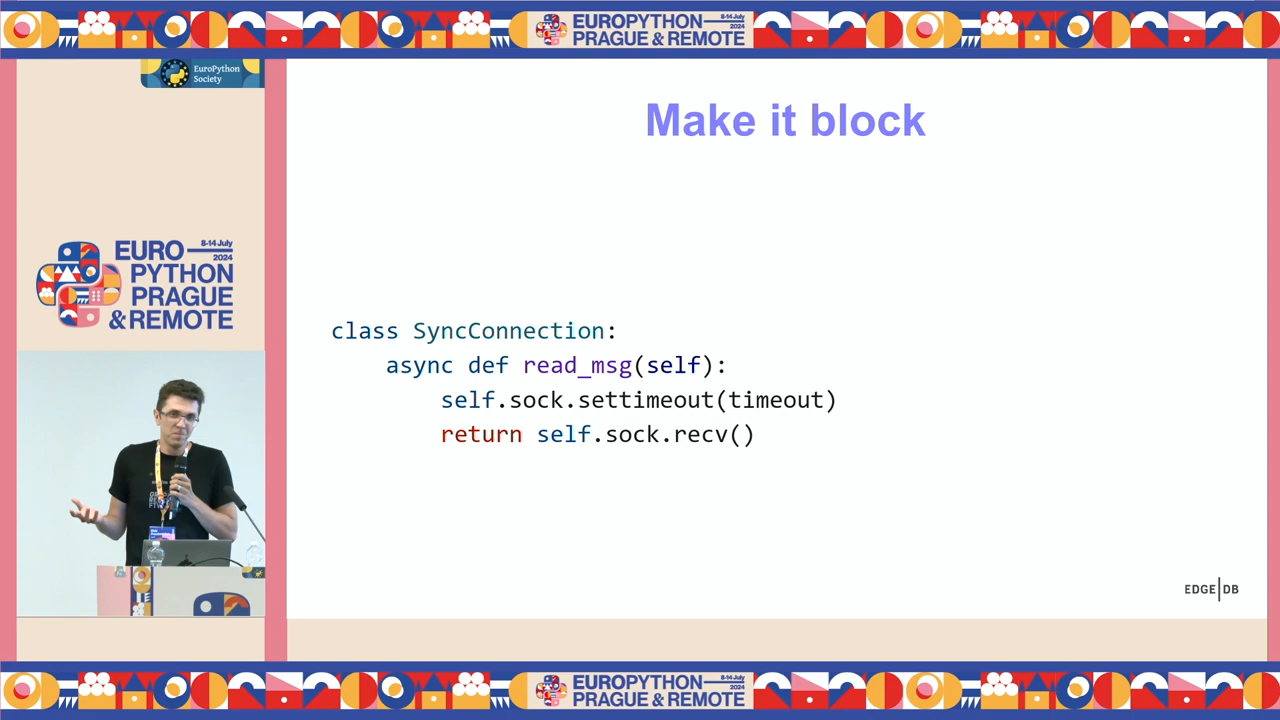 EUROPYTHON
8-14 July
2024
PRAGUE & REMOTE
EuroPython
Society
Make it block
EURO
8-14 July
2024
PYTHON
PRAGUE
& REMOTE
class SyncConnection:
    async def read_msg(self):
        self.sock.settimeout(timeout)
        return self.sock.recv()
EDGE|DB
EUROPYTHON
8-14 July
2024
PRAGUE & REMOTE